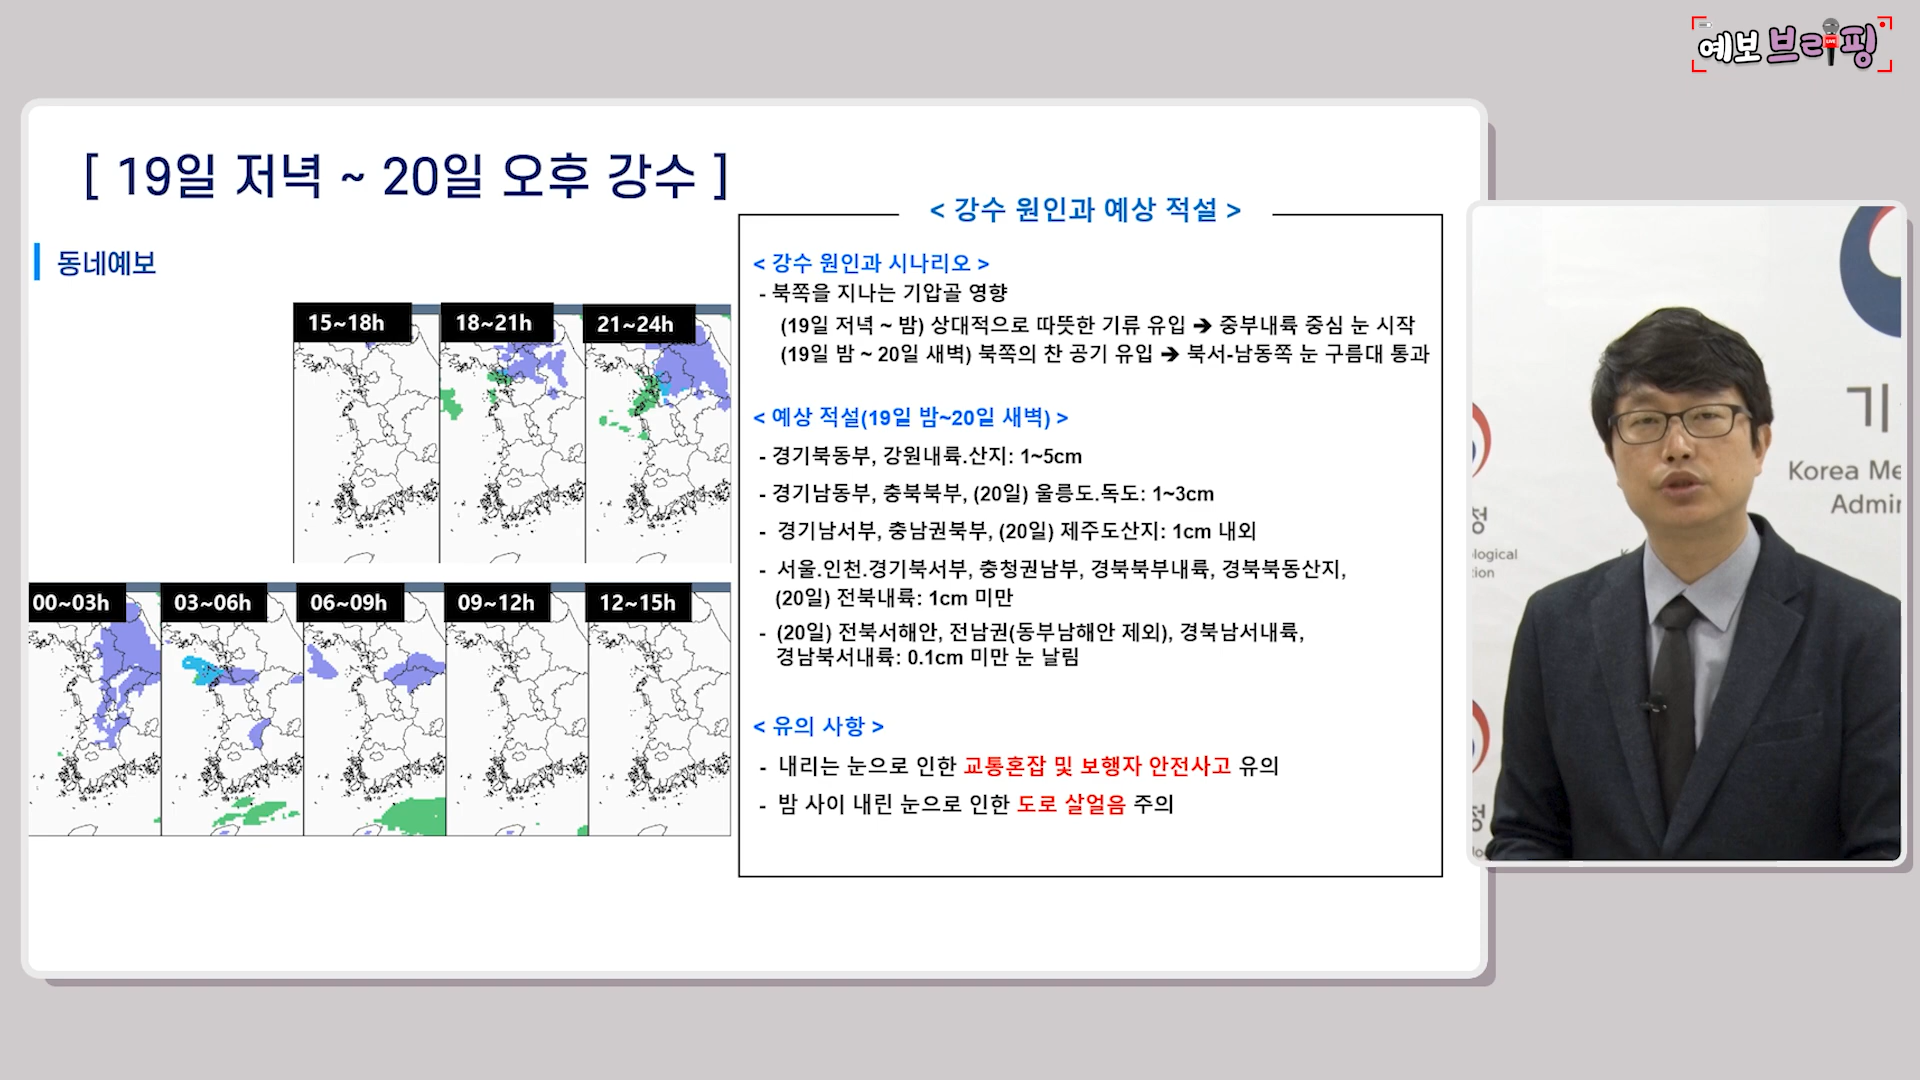 예보 브리핑
LIVE
[ 19일 저녁 ~ 20일 오후 강수 ]
동네예보
15~18h
18~21h
21~24h
00~03h
03~06h
06~09h
09~12h
12~15h
< 강수 원인과 예상 적설 >
< 강수 원인과 시나리오 >
- 북쪽을 지나는 기압골 영향
(19일 저녁 ~ 밤) 상대적으로 따뜻한 기류 유입 ➔ 중부내륙 중심 눈 시작
(19일 밤 ~ 20일 새벽) 북쪽의 찬 공기 유입 ➔ 북서-남동쪽 눈 구름대 통과
< 예상 적설(19일 밤~20일 새벽) >
- 경기북동부, 강원내륙.산지: 1~5cm
- 경기남동부, 충북북부, (20일) 울릉도.독도: 1~3cm
- 경기남서부, 충남권북부, (20일) 제주도산지: 1cm 내외
- 서울.인천.경기북서부, 충청권남부, 경북북부내륙, 경북북동산지,
(20일) 전북내륙: 1cm 미만
- (20일) 전북서해안, 전남권(동부남해안 제외), 경북남서내륙,
경남북서내륙: 0.1cm 미만 눈 날림
< 유의 사항 >
- 내리는 눈으로 인한 교통혼잡 및 보행자 안전사고 유의
- 밤 사이 내린 눈으로 인한 도로 살얼음 주의
기
Korea Me
Admin
정
ological
tion
정